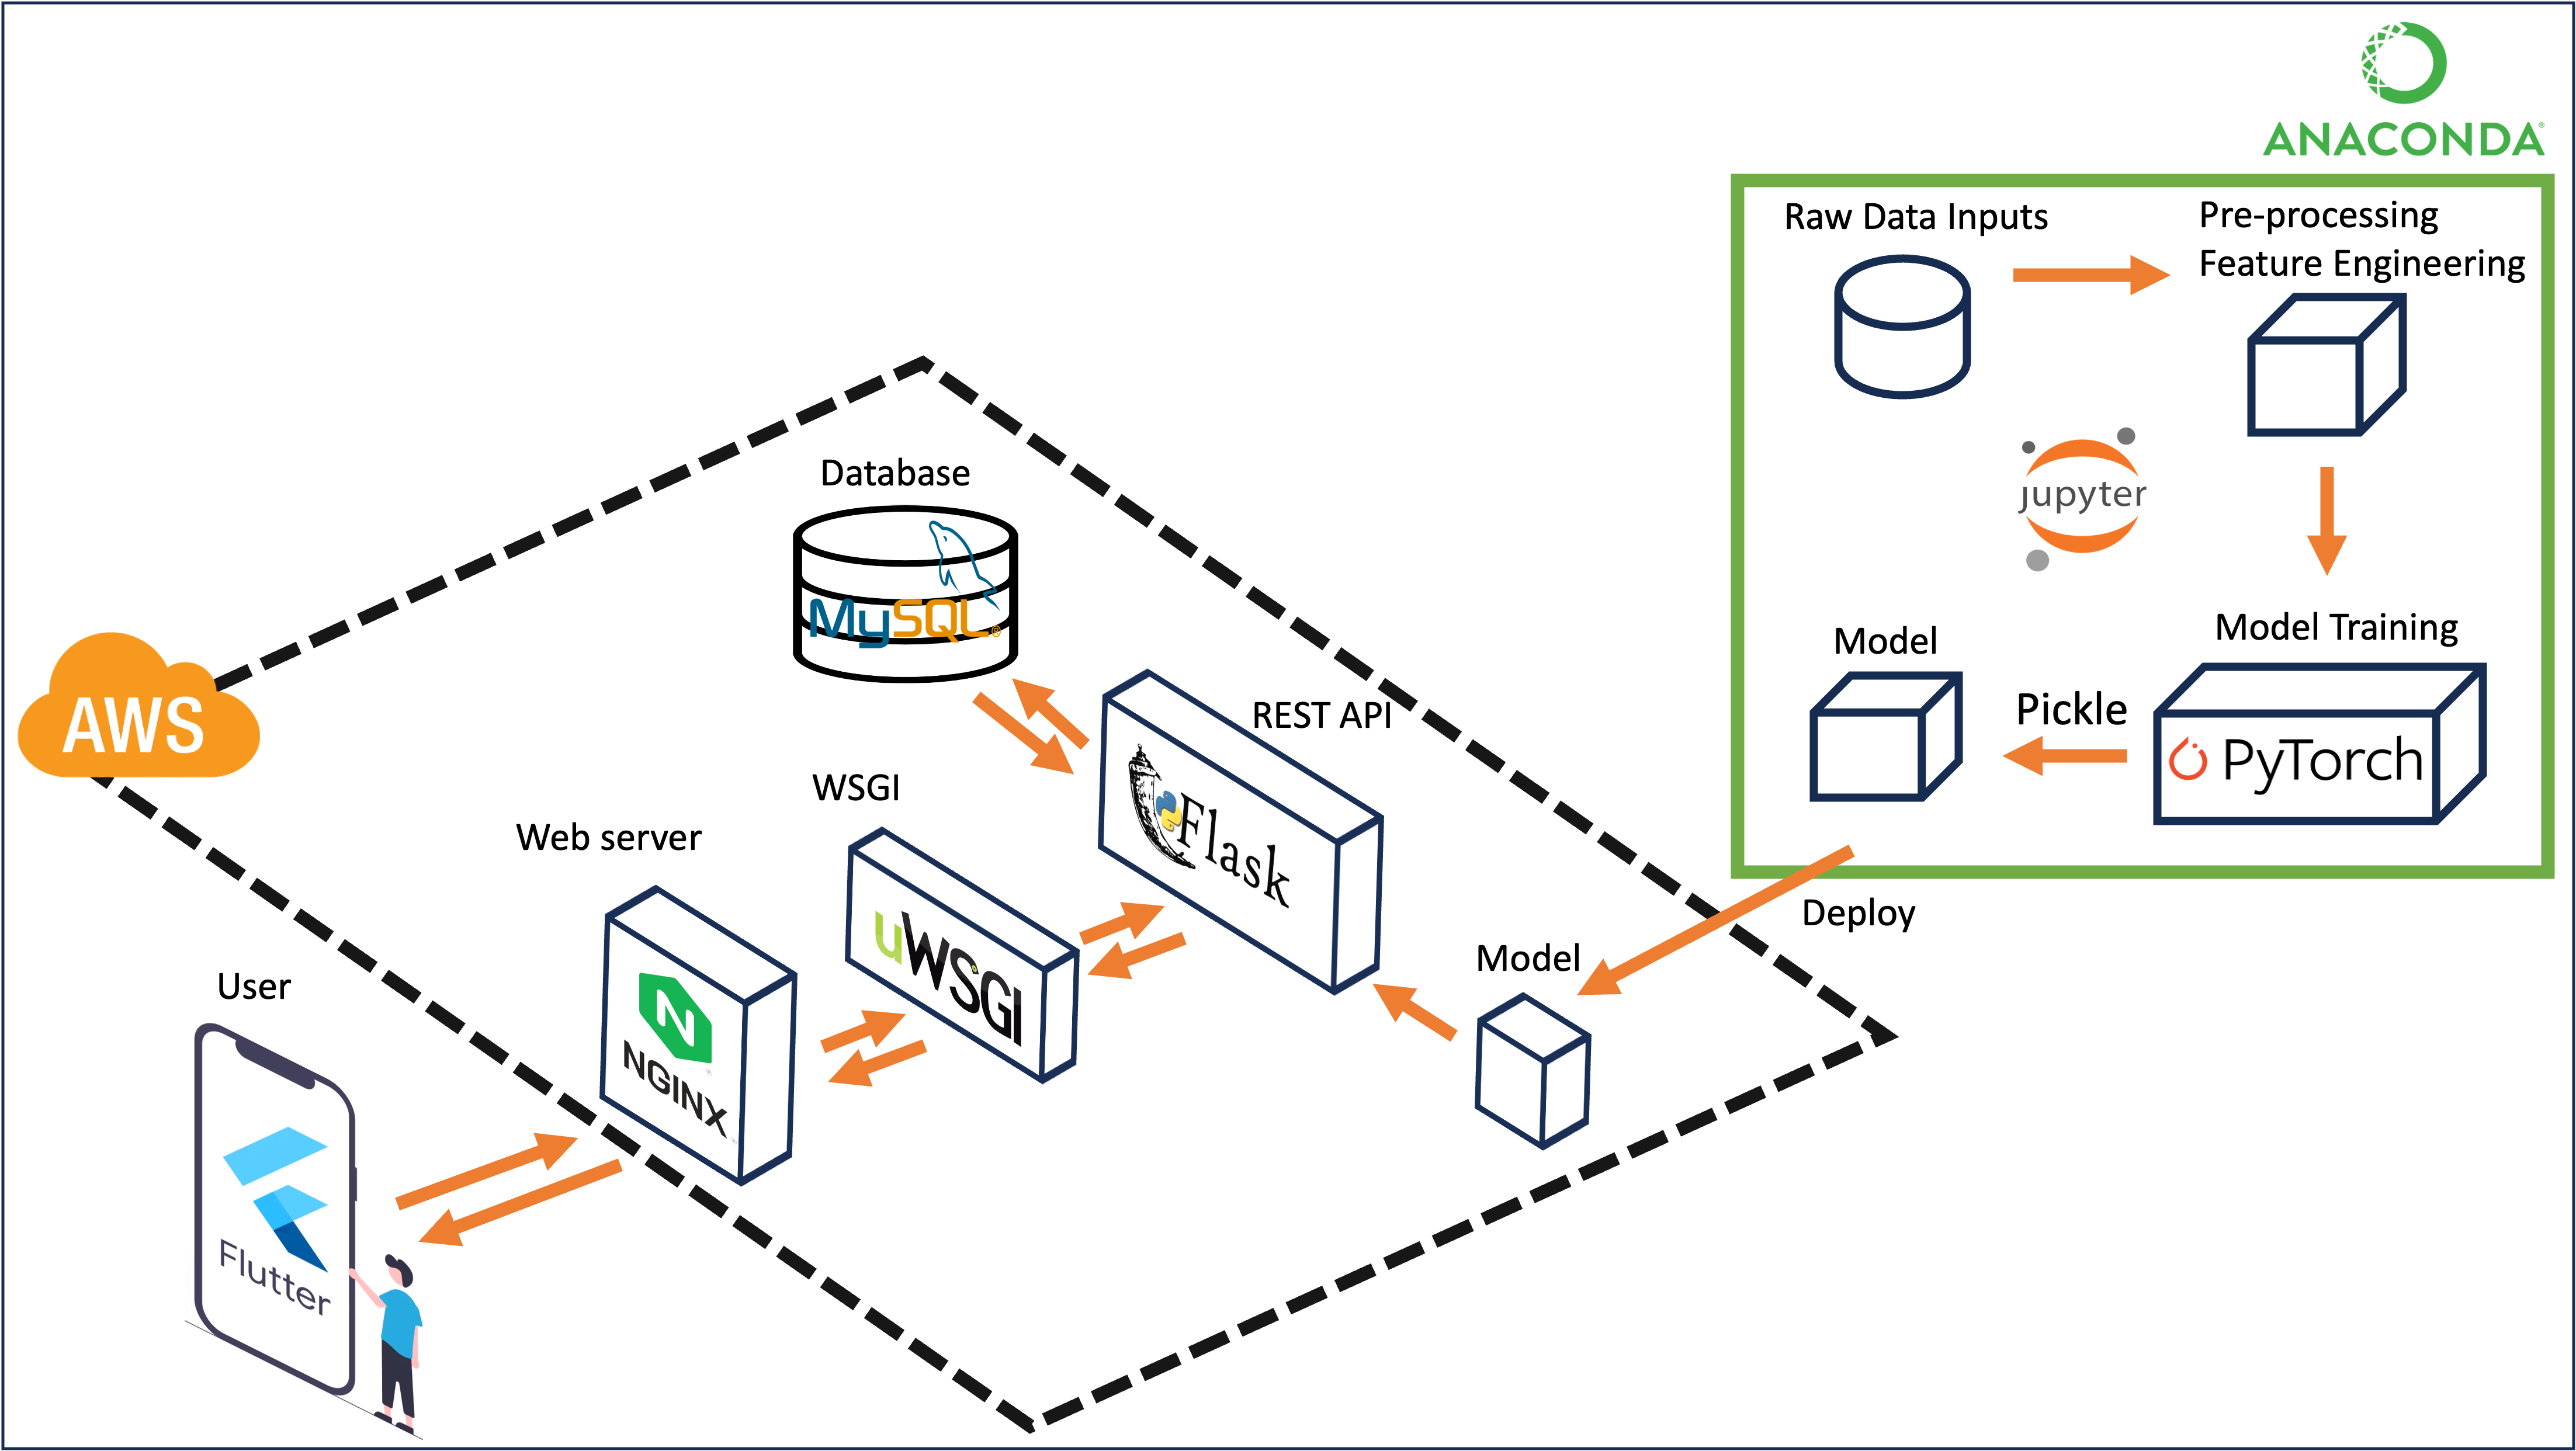 ANACONDA
Raw Data Inputs
Pre-processing
Feature Engineering
jupyter
Model
Model Training
Pickle
PyTorch
Deploy
AWS
Database
MySQL®
REST API
Flask
WSGI
uWSGI
Web server
NGINX
Model
User
Flutter